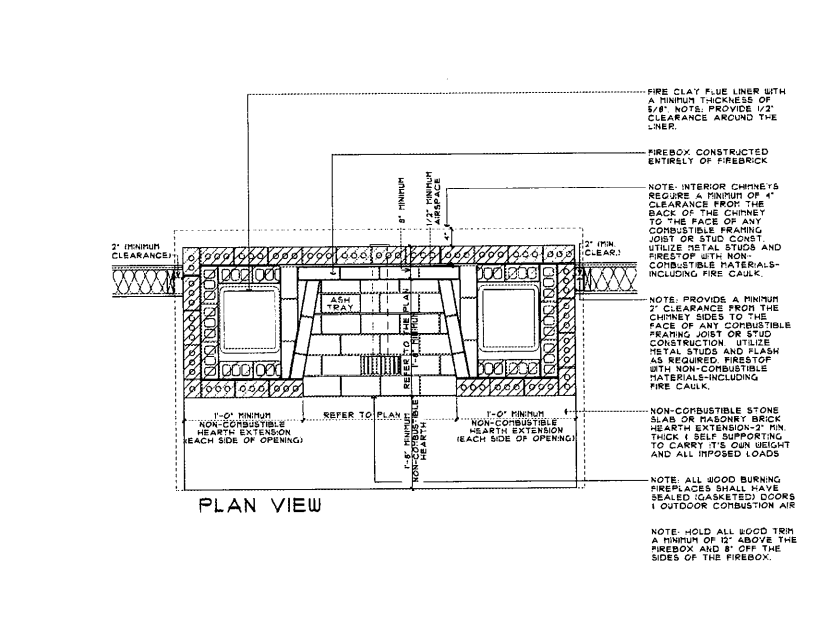 FIRE CLAY FLUE LINER WITH
A MINIMUM THICKNESS OF
5/8". NOTE: PROVIDE 1/2"
CLEARANCE AROUND THE
LINER.
FIREBOX CONSTRUCTED
ENTIRELY OF FIREBRICK
8" MINIMUM
1/2" MINIMUM
AIRSPACE
4"
NOTE: INTERIOR CHIMNEYS
REQUIRE A MINIMUM OF 4"
CLEARANCE FROM THE
BACK OF THE CHIMNEY
TO THE FACE OF ANY
COMBUSTIBLE FRAMING
JOIST OR STUD CONST.
UTILIZE METAL STUDS AND
FIRESTOP WITH NON-
COMBUSTIBLE MATERIALS-
INCLUDING FIRE CAULK.
2" (MINIMUM
CLEARANCE)
2" (MIN.
CLEAR.)
ASH
TRAY
REFER TO THE PLAN
1'-8" MINIMUM
NOTE: PROVIDE A MINIMUM
2" CLEARANCE FROM THE
CHIMNEY SIDES TO THE
FACE OF ANY COMBUSTIBLE
FRAMING JOIST OR STUD
CONSTRUCTION. UTILIZE
METAL STUDS AND FLASH
AS REQUIRED. FIRESTOP
WITH NON-COMBUSTIBLE
MATERIALS-INCLUDING
FIRE CAULK.
1'-0" MINIMUM
NON-COMBUSTIBLE
HEARTH EXTENSION
(EACH SIDE OF OPENING)
REFER TO PLAN
1'-8" MINIMUM
NON-COMBUSTIBLE
HEARTH
1'-0" MINIMUM
NON-COMBUSTIBLE
HEARTH EXTENSION
(EACH SIDE OF OPENING)
NON-COMBUSTIBLE STONE
SLAB OR MASONRY BRICK
HEARTH EXTENSION-2" MIN.
THICK & SELF SUPPORTING
TO CARRY IT'S OWN WEIGHT
AND ALL IMPOSED LOADS
NOTE: ALL WOOD BURNING
FIREPLACES SHALL HAVE
SEALED (GASKETED) DOORS
& OUTDOOR COMBUSTION AIR
PLAN VIEW
NOTE: HOLD ALL WOOD TRIM
A MINIMUM OF 12" ABOVE THE
FIREBOX AND 8" OFF THE
SIDES OF THE FIREBOX.